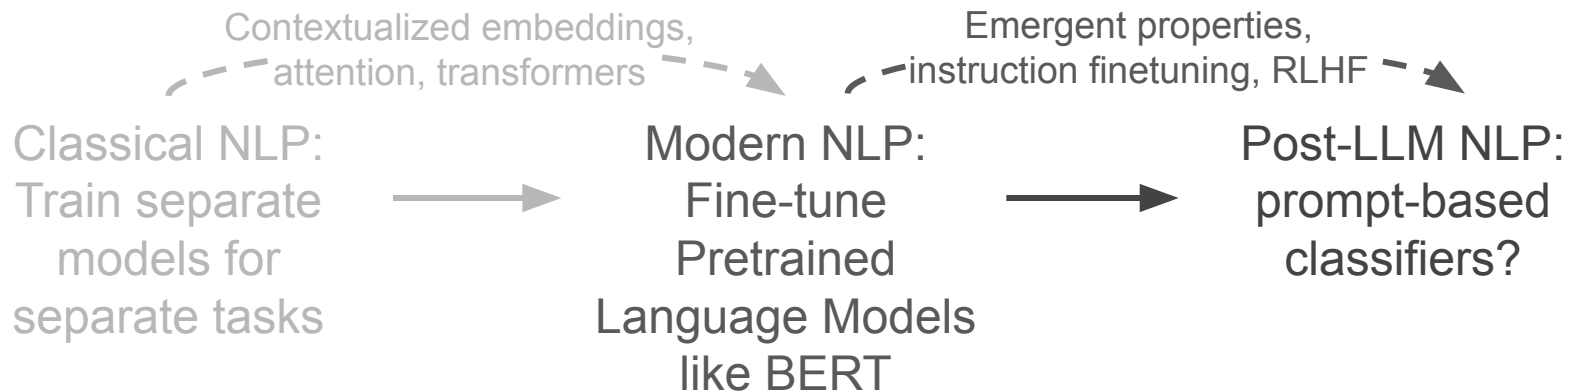 Contextualized embeddings,
attention, transformers
Emergent properties,
instruction finetuning, RLHF
Classical NLP:
Train separate
models for
separate tasks
Modern NLP:
Fine-tune
Pretrained
Language Models
like BERT
Post-LLM NLP:
prompt-based
classifiers?